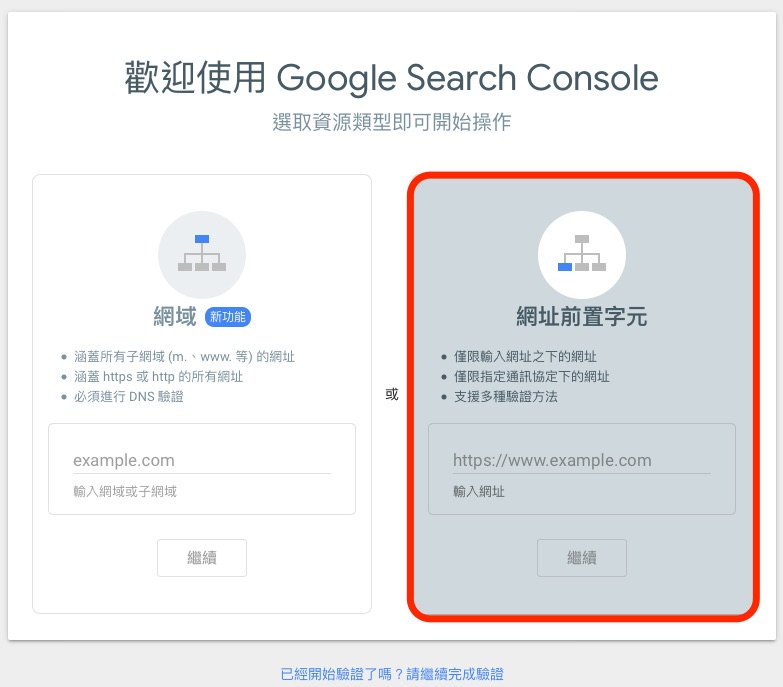 歡迎使用 Google Search Console
選取資源類型即可開始操作
網域 新功能
涵蓋所有子網域 (m.、www. 等) 的網址
涵蓋 https 或 http 的所有網址
必須進行 DNS 驗證
example.com
輸入網域或子網域
繼續
或
網址前置字元
僅限輸入網址之下的網址
僅限指定通訊協定下的網址
支援多種驗證方法
https://www.example.com
輸入網址
繼續
已經開始驗證了嗎？請繼續完成驗證